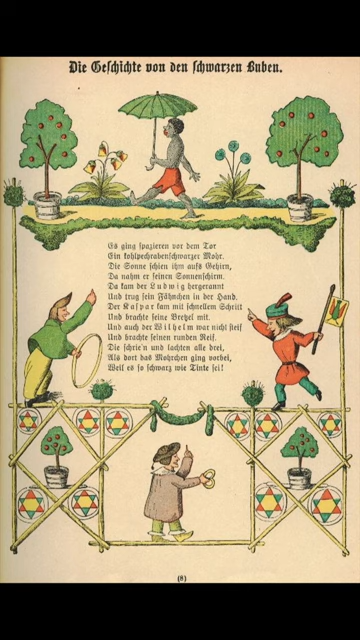 Die Geschichte von den schwarzen Buben.
Es ging spazieren vor dem Tor
Ein kohlpechrabenschwarzer Mohr.
Die Sonne schien ihm aufs Gehirn,
Da nahm er seinen Sonnenschirm.
Da kam der Ludwig hergerannt
Und trug sein Fähnchen in der Hand.
Der Kaspar kam mit schnellem Schritt
Und brachte seine Bretzel mit.
Und auch der Wilhelm war nicht steif
Und brachte seinen runden Reif.
Die schrie'n und lachten alle drei,
Als dort das Mohrchen ging vorbei,
Weil es so schwarz wie Tinte sei!
(8)